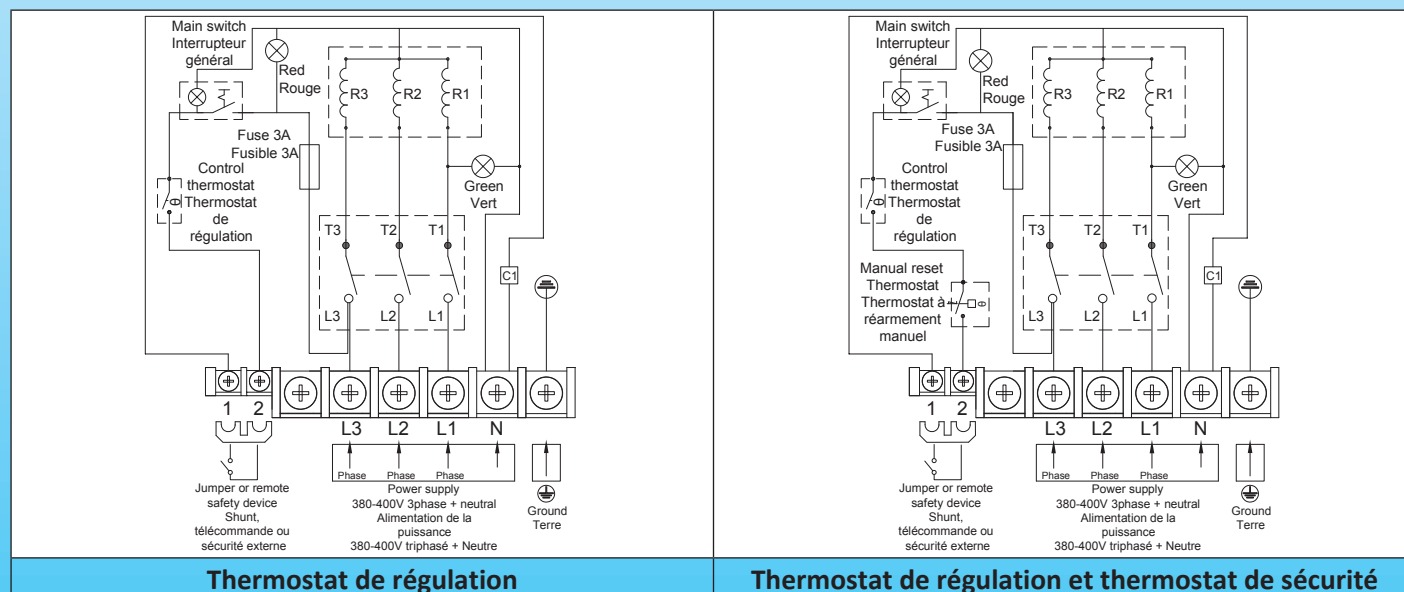 Main switch
Interrupteur
général
Red
Rouge
R3 R2 R1
Fuse 3A
Fusible 3A
Control
thermostat
Thermostat
de
régulation
Green
Vert
T3 T2 T1
C1
L3 L2 L1
1 2
L3 L2 L1 N
Phase Phase Phase
Jumper or remote
safety device
Shunt,
télécommande ou
sécurité externe
Power supply
380-400V 3phase + neutral
Alimentation de la
puissance
380-400V triphasé + Neutre
Ground
Terre
Thermostat de régulation
Main switch
Interrupteur
général
Red
Rouge
R3 R2 R1
Fuse 3A
Fusible 3A
Control
thermostat
Thermostat
de
régulation
Green
Vert
T3 T2 T1
Manual reset
Thermostat
Thermostat à
réarmement
manuel
C1
L3 L2 L1
1 2
L3 L2 L1 N
Phase Phase Phase
Jumper or remote
safety device
Shunt,
télécommande ou
sécurité externe
Power supply
380-400V 3phase + neutral
Alimentation de la
puissance
380-400V triphasé + Neutre
Ground
Terre
Thermostat de régulation et thermostat de sécurité